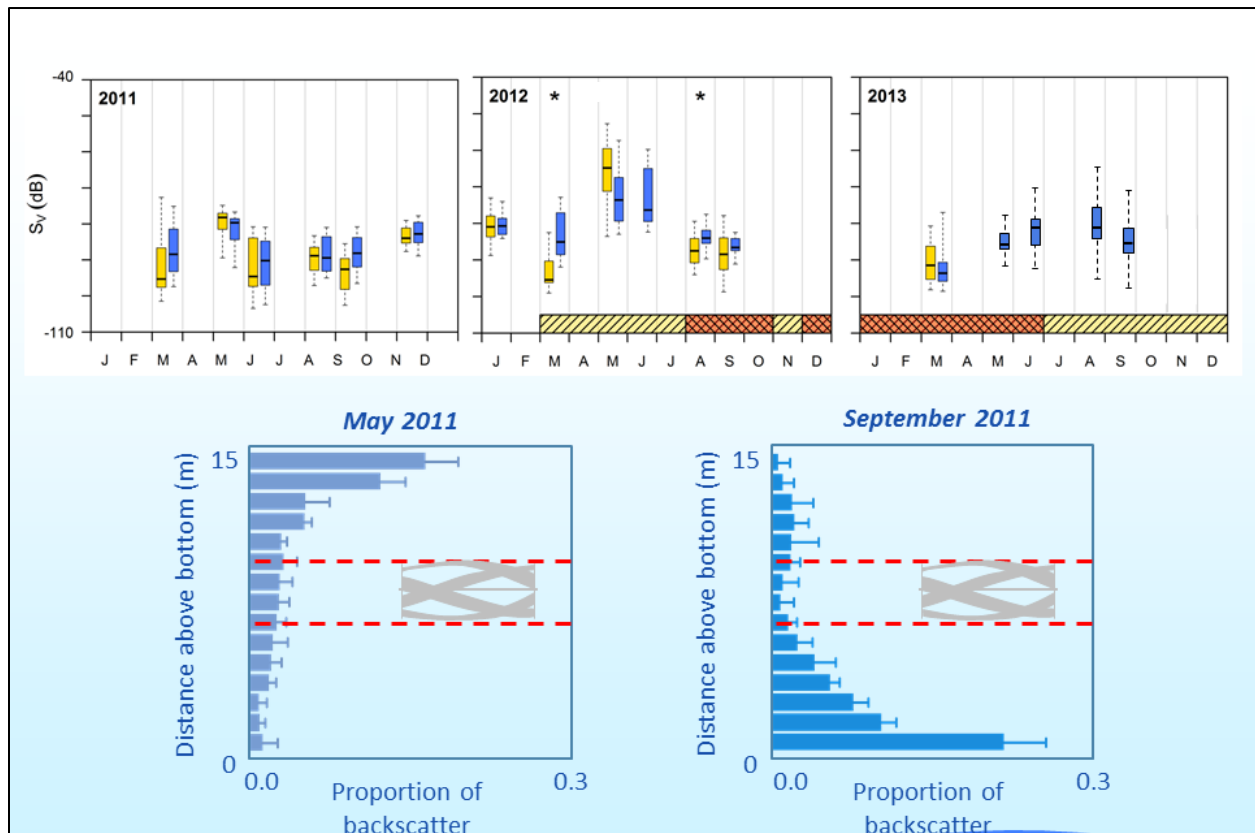 -40
2011
2012 * *
2013
Sv (dB)
-110
J F M A M J J A S O N D
J F M A M J J A S O N D
J F M A M J J A S O N D
May 2011
September 2011
15
Distance above bottom (m)
0
0.0 0.3
Proportion of
backscatter
15
Distance above bottom (m)
0
0.0 0.3
Proportion of
backscatter